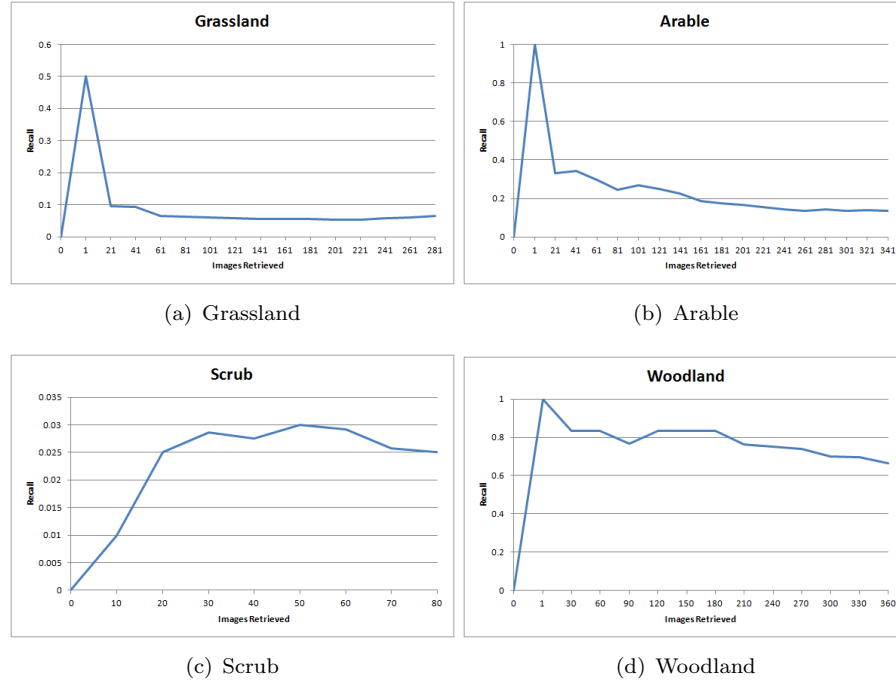 Grassland
0.6
0.5
0.4
0.3
0.2
0.1
0
Recall
0 1 21 41 61 81 101 121 141 161 181 201 221 241 261 281
Images Retrieved
(a) Grassland
Arable
1
0.8
0.6
0.4
0.2
0
Recall
0 1 21 41 61 81 101 121 141 161 181 201 221 241 261 281 301 321 341
Images Retrieved
(b) Arable
Scrub
0.035
0.03
0.025
0.02
0.015
0.01
0.005
0
Recall
0 10 20 30 40 50 60 70 80
Images Retrieved
(c) Scrub
Woodland
1
0.8
0.6
0.4
0.2
0
Recall
0 1 30 60 90 120 150 180 210 240 270 300 330 360
Images Retrieved
(d) Woodland